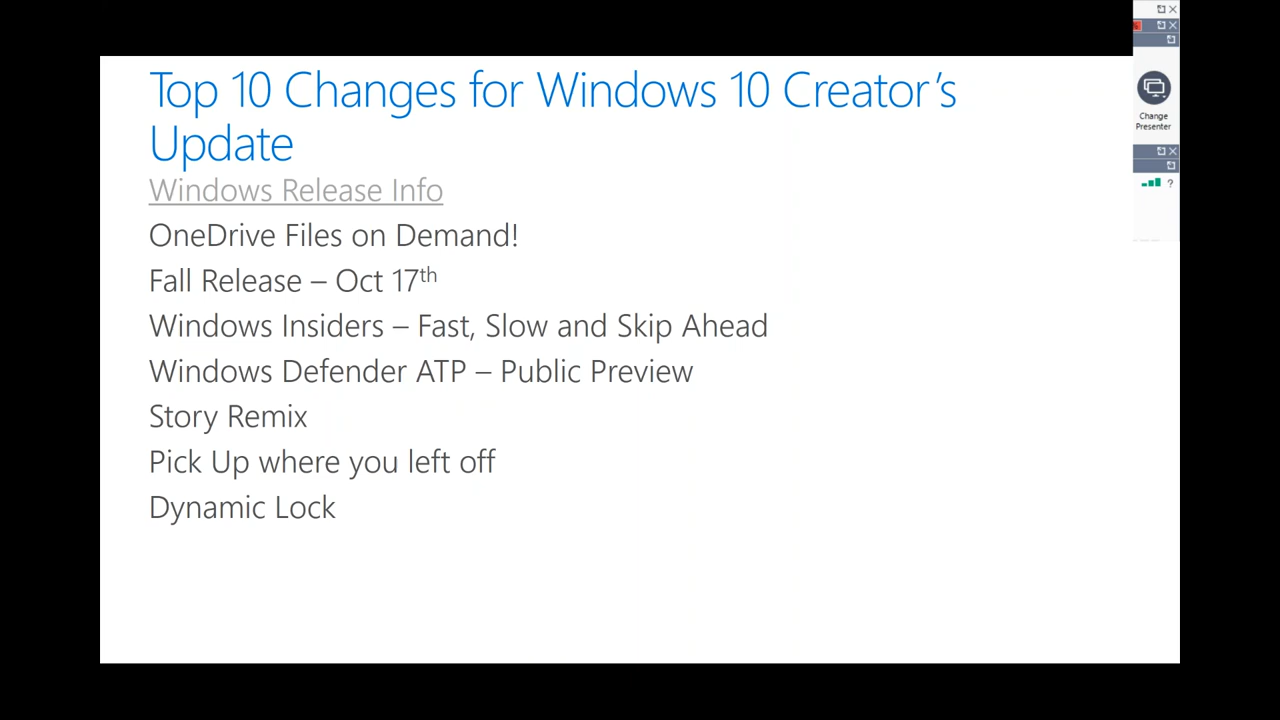 Top 10 Changes for Windows 10 Creator's
Update
Windows Release Info
OneDrive Files on Demand!
Fall Release – Oct 17th
Windows Insiders – Fast, Slow and Skip Ahead
Windows Defender ATP – Public Preview
Story Remix
Pick Up where you left off
Dynamic Lock
Change
Presenter
?